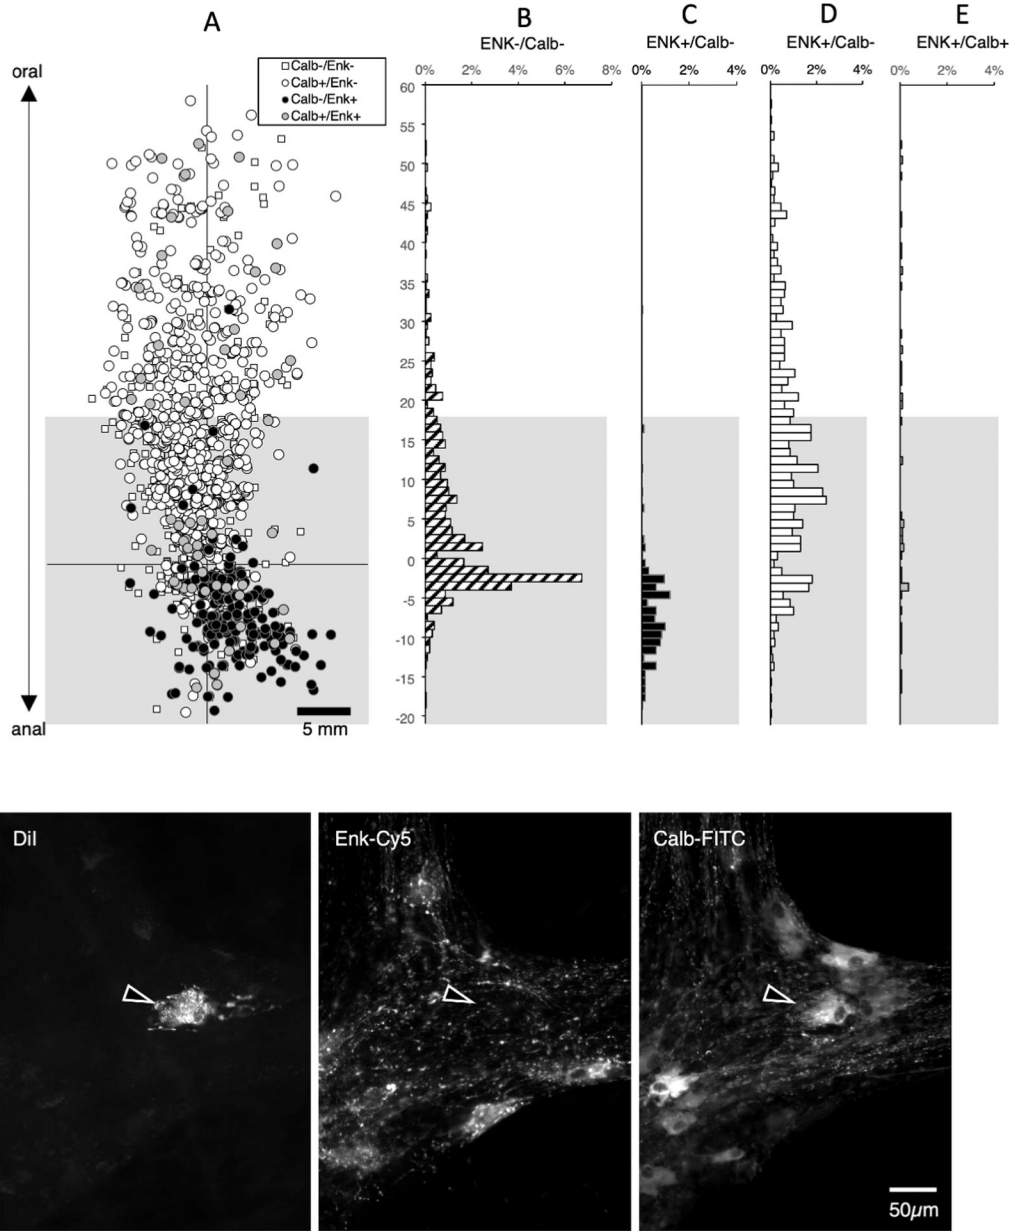 A
B
C
D
E
ENK-/Calb-
ENK+/Calb-
ENK+/Calb-
ENK+/Calb+
oral
Calb-/Enk-
Calb+/Enk-
Calb-/Enk+
Calb+/Enk+
0% 2% 4% 6% 8%
0% 2% 4%
0% 2% 4%
0% 2% 4%
60
55
50
45
40
35
30
25
20
15
10
5
0
-5
-10
-15
-20
anal
5 mm
DiI
Enk-Cy5
Calb-FITC
50µm